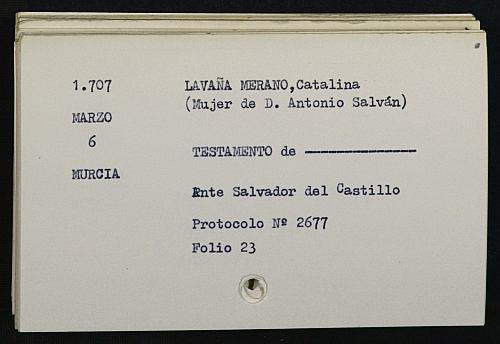 1.707
LAVAÑA MERANO,Catalina
(Mujer de D. Antonio Salván)
MARZO
6
TESTAMENTO de ---------------
MURCIA
Ante Salvador del Castillo
Protocolo Nº 2677
Folio 23